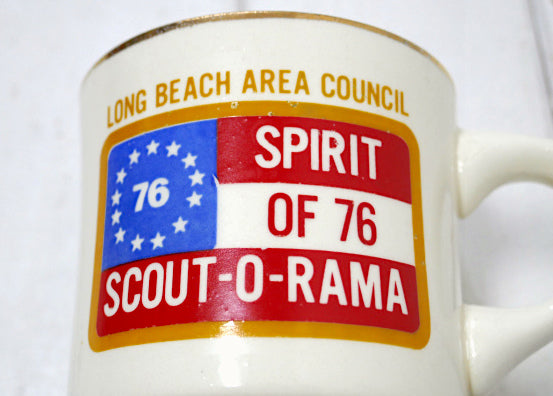 LONG BEACH AREA COUNCIL
76
SPIRIT
OF 76
SCOUT-O-RAMA